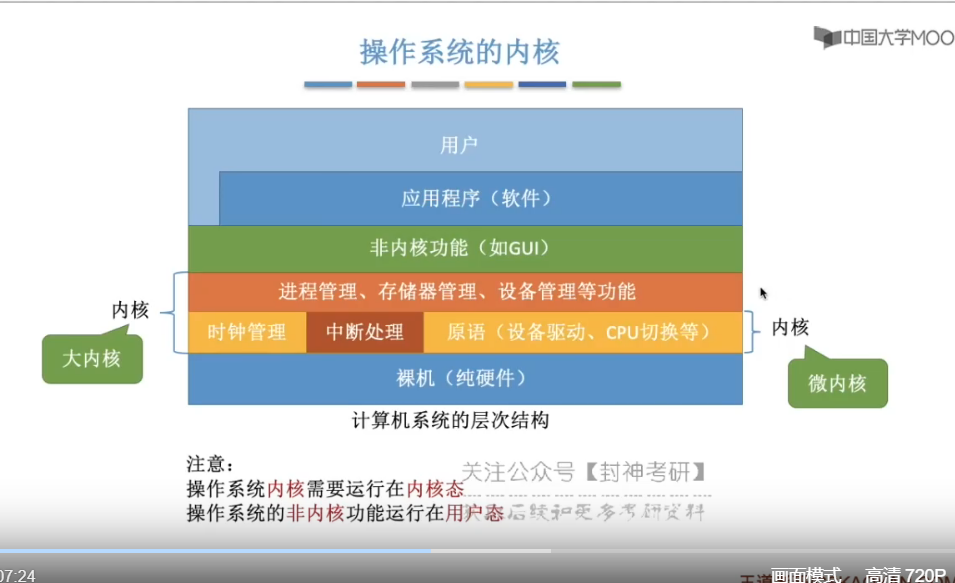 操作系统的内核
中国大学MOO
用户
应用程序（软件）
非内核功能（如GUI）
进程管理、存储器管理、设备管理等功能
内核
时钟管理 中断处理 原语（设备驱动、CPU切换等）
内核
大内核
裸机（纯硬件）
微内核
计算机系统的层次结构
注意：
关注公众号【封神考研】
操作系统内核需要运行在内核态
操作系统的非内核功能运行在用户态
后续和更多考研资料
07:24
画面模式 高清 720P